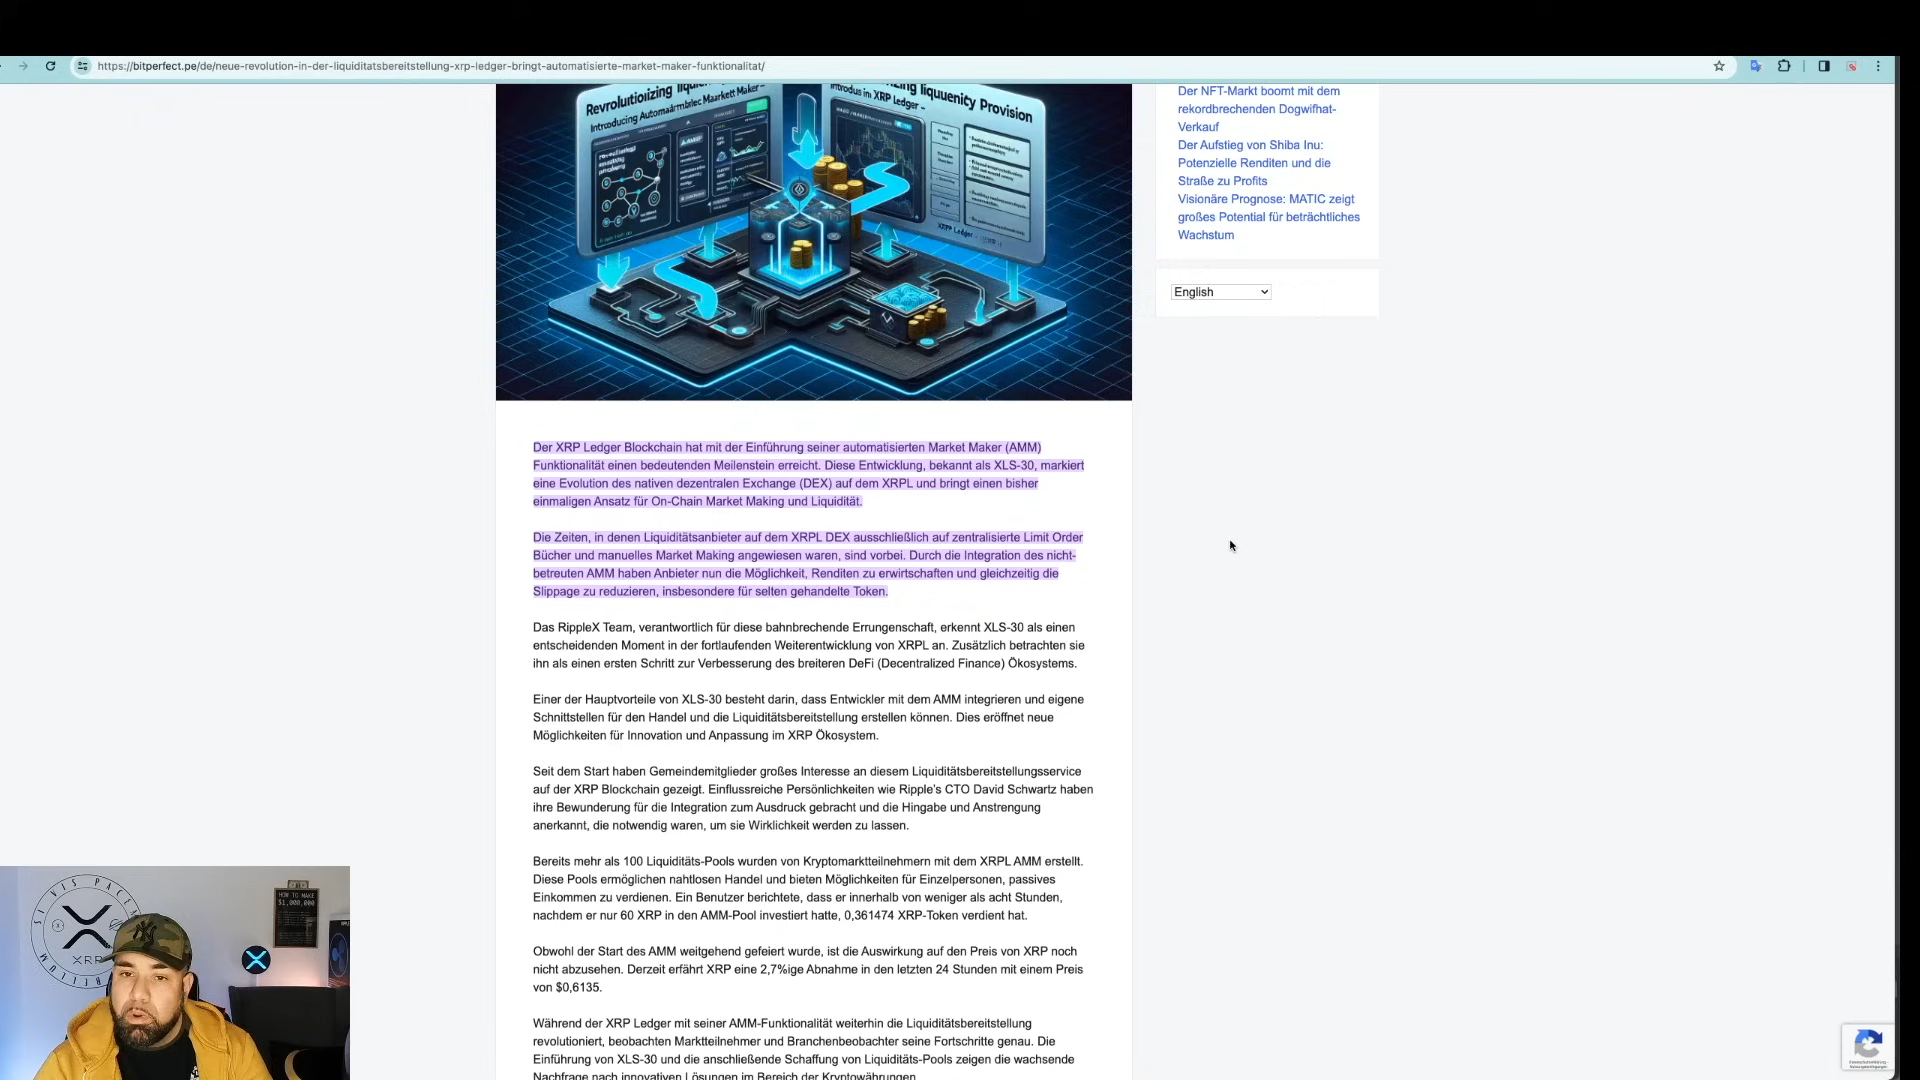 https://bitperfect.pe/de/neue-revolution-in-der-liquiditatsbereitstellung-xrp-ledger-bringt-automatisierte-market-maker-funktionalitat/
Introducing
Provision
XRP Ledger
Der NFT-Markt boomt mit dem
rekordbrechenden Dogwifhat-
Verkauf
Der Aufstieg von Shiba Inu:
Potenzielle Renditen und die
Straße zu Profits
Visionäre Prognose: MATIC zeigt
großes Potential für beträchtliches
Wachstum
English
Der XRP Ledger Blockchain hat mit der Einführung seiner automatisierten Market Maker (AMM)
Funktionalität einen bedeutenden Meilenstein erreicht. Diese Entwicklung, bekannt als XLS-30, markiert
eine Evolution des nativen dezentralen Exchange (DEX) auf dem XRPL und bringt einen bisher
einmaligen Ansatz für On-Chain Market Making und Liquidität.
Die Zeiten, in denen Liquiditätsanbieter auf dem XRPL DEX ausschließlich auf zentralisierte Limit Order
Bücher und manuelles Market Making angewiesen waren, sind vorbei. Durch die Integration des nicht-
betreuten AMM haben Anbieter nun die Möglichkeit, Renditen zu erwirtschaften und gleichzeitig die
Slippage zu reduzieren, insbesondere für selten gehandelte Token.
Das RippleX Team, verantwortlich für diese bahnbrechende Errungenschaft, erkennt XLS-30 als einen
entscheidenden Moment in der fortlaufenden Weiterentwicklung von XRPL an. Zusätzlich betrachten sie
ihn als einen ersten Schritt zur Verbesserung des breiteren DeFi (Decentralized Finance) Ökosystems.
Einer der Hauptvorteile von XLS-30 besteht darin, dass Entwickler mit dem AMM integrieren und eigene
Schnittstellen für den Handel und die Liquiditätsbereitstellung erstellen können. Dies eröffnet neue
Möglichkeiten für Innovation und Anpassung im XRP Ökosystem.
Seit dem Start haben Gemeindemitglieder großes Interesse an diesem Liquiditätsbereitstellungsservice
auf der XRP Blockchain gezeigt. Einflussreiche Persönlichkeiten wie Ripple's CTO David Schwartz haben
ihre Bewunderung für die Integration zum Ausdruck gebracht und die Hingabe und Anstrengung
anerkannt, die notwendig waren, um sie Wirklichkeit werden zu lassen.
Bereits mehr als 100 Liquiditäts-Pools wurden von Kryptomarktteilnehmern mit dem XRPL AMM erstellt.
Diese Pools ermöglichen nahtlosen Handel und bieten Möglichkeiten für Einzelpersonen, passives
Einkommen zu verdienen. Ein Benutzer berichtete, dass er innerhalb von weniger als acht Stunden,
nachdem er nur 60 XRP in den AMM-Pool investiert hatte, 0,361474 XRP-Token verdient hat.
Obwohl der Start des AMM weitgehend gefeiert wurde, ist die Auswirkung auf den Preis von XRP noch
nicht abzusehen. Derzeit erfährt XRP eine 2,7%ige Abnahme in den letzten 24 Stunden mit einem Preis
von $0,6135.
Während der XRP Ledger mit seiner AMM-Funktionalität weiterhin die Liquiditätsbereitstellung
revolutioniert, beobachten Marktteilnehmer und Branchenbeobachter seine Fortschritte genau. Die
Einführung von XLS-30 und die anschließende Schaffung von Liquiditäts-Pools zeigen die wachsende
Nachfrage nach innovativen Lösungen im Bereich der Kryptowährungen.
SI VIS PACEM
BELLUM
XRP
HOW TO MAKE
$1,000,000